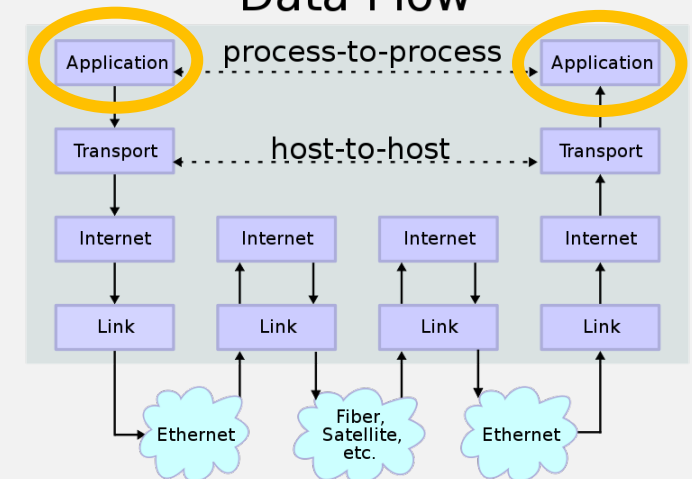 Data Flow
Application process-to-process Application
Transport host-to-host Transport
Internet Internet Internet Internet
Link Link Link Link
Ethernet Fiber, Satellite, etc. Ethernet